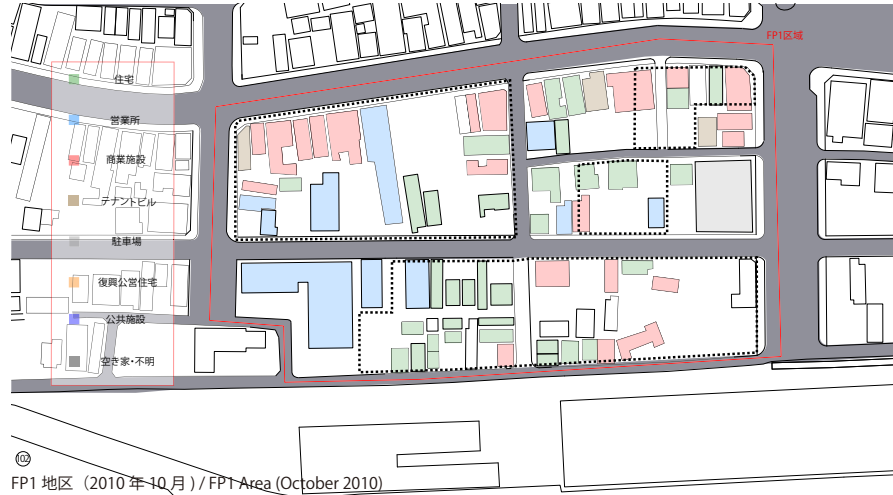 FP1区域
住宅
営業所
商業施設
テナントビル
駐車場
復興公営住宅
公共施設
空き家・不明
102
FP1 地区（2010 年 10 月 ) / FP1 Area (October 2010)